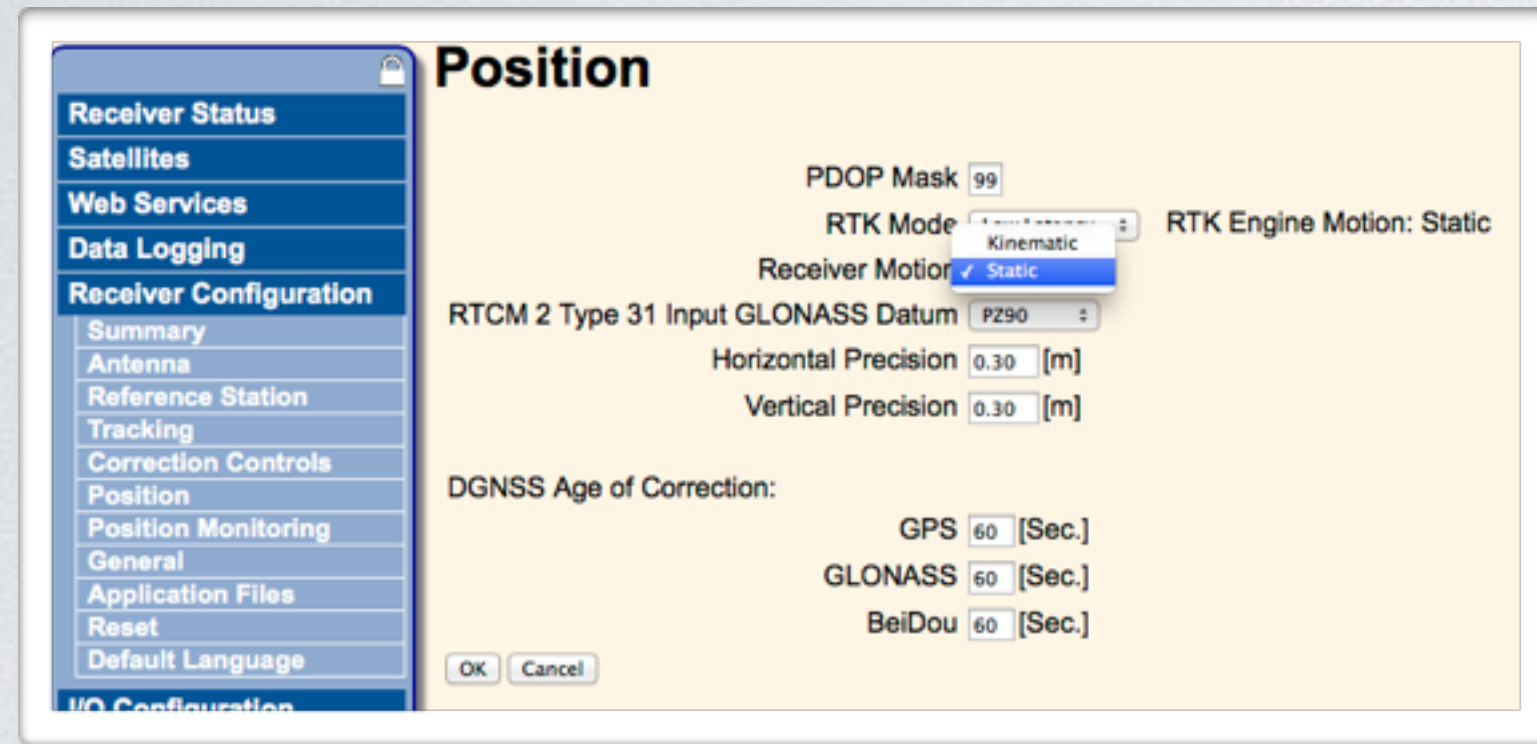 Position
Receiver Status
Satellites
Web Services
Data Logging
Receiver Configuration
Summary
Antenna
Reference Station
Tracking
Correction Controls
Position
Position Monitoring
General
Application Files
Reset
Default Language
I/O Configuration
PDOP Mask 99
RTK Mode Low Latency RTK Engine Motion: Static
Kinematic
Receiver Motion ✓ Static
RTCM 2 Type 31 Input GLONASS Datum PZ90
Horizontal Precision 0.30 [m]
Vertical Precision 0.30 [m]
DGNSS Age of Correction:
GPS 60 [Sec.]
GLONASS 60 [Sec.]
BeiDou 60 [Sec.]
OK Cancel